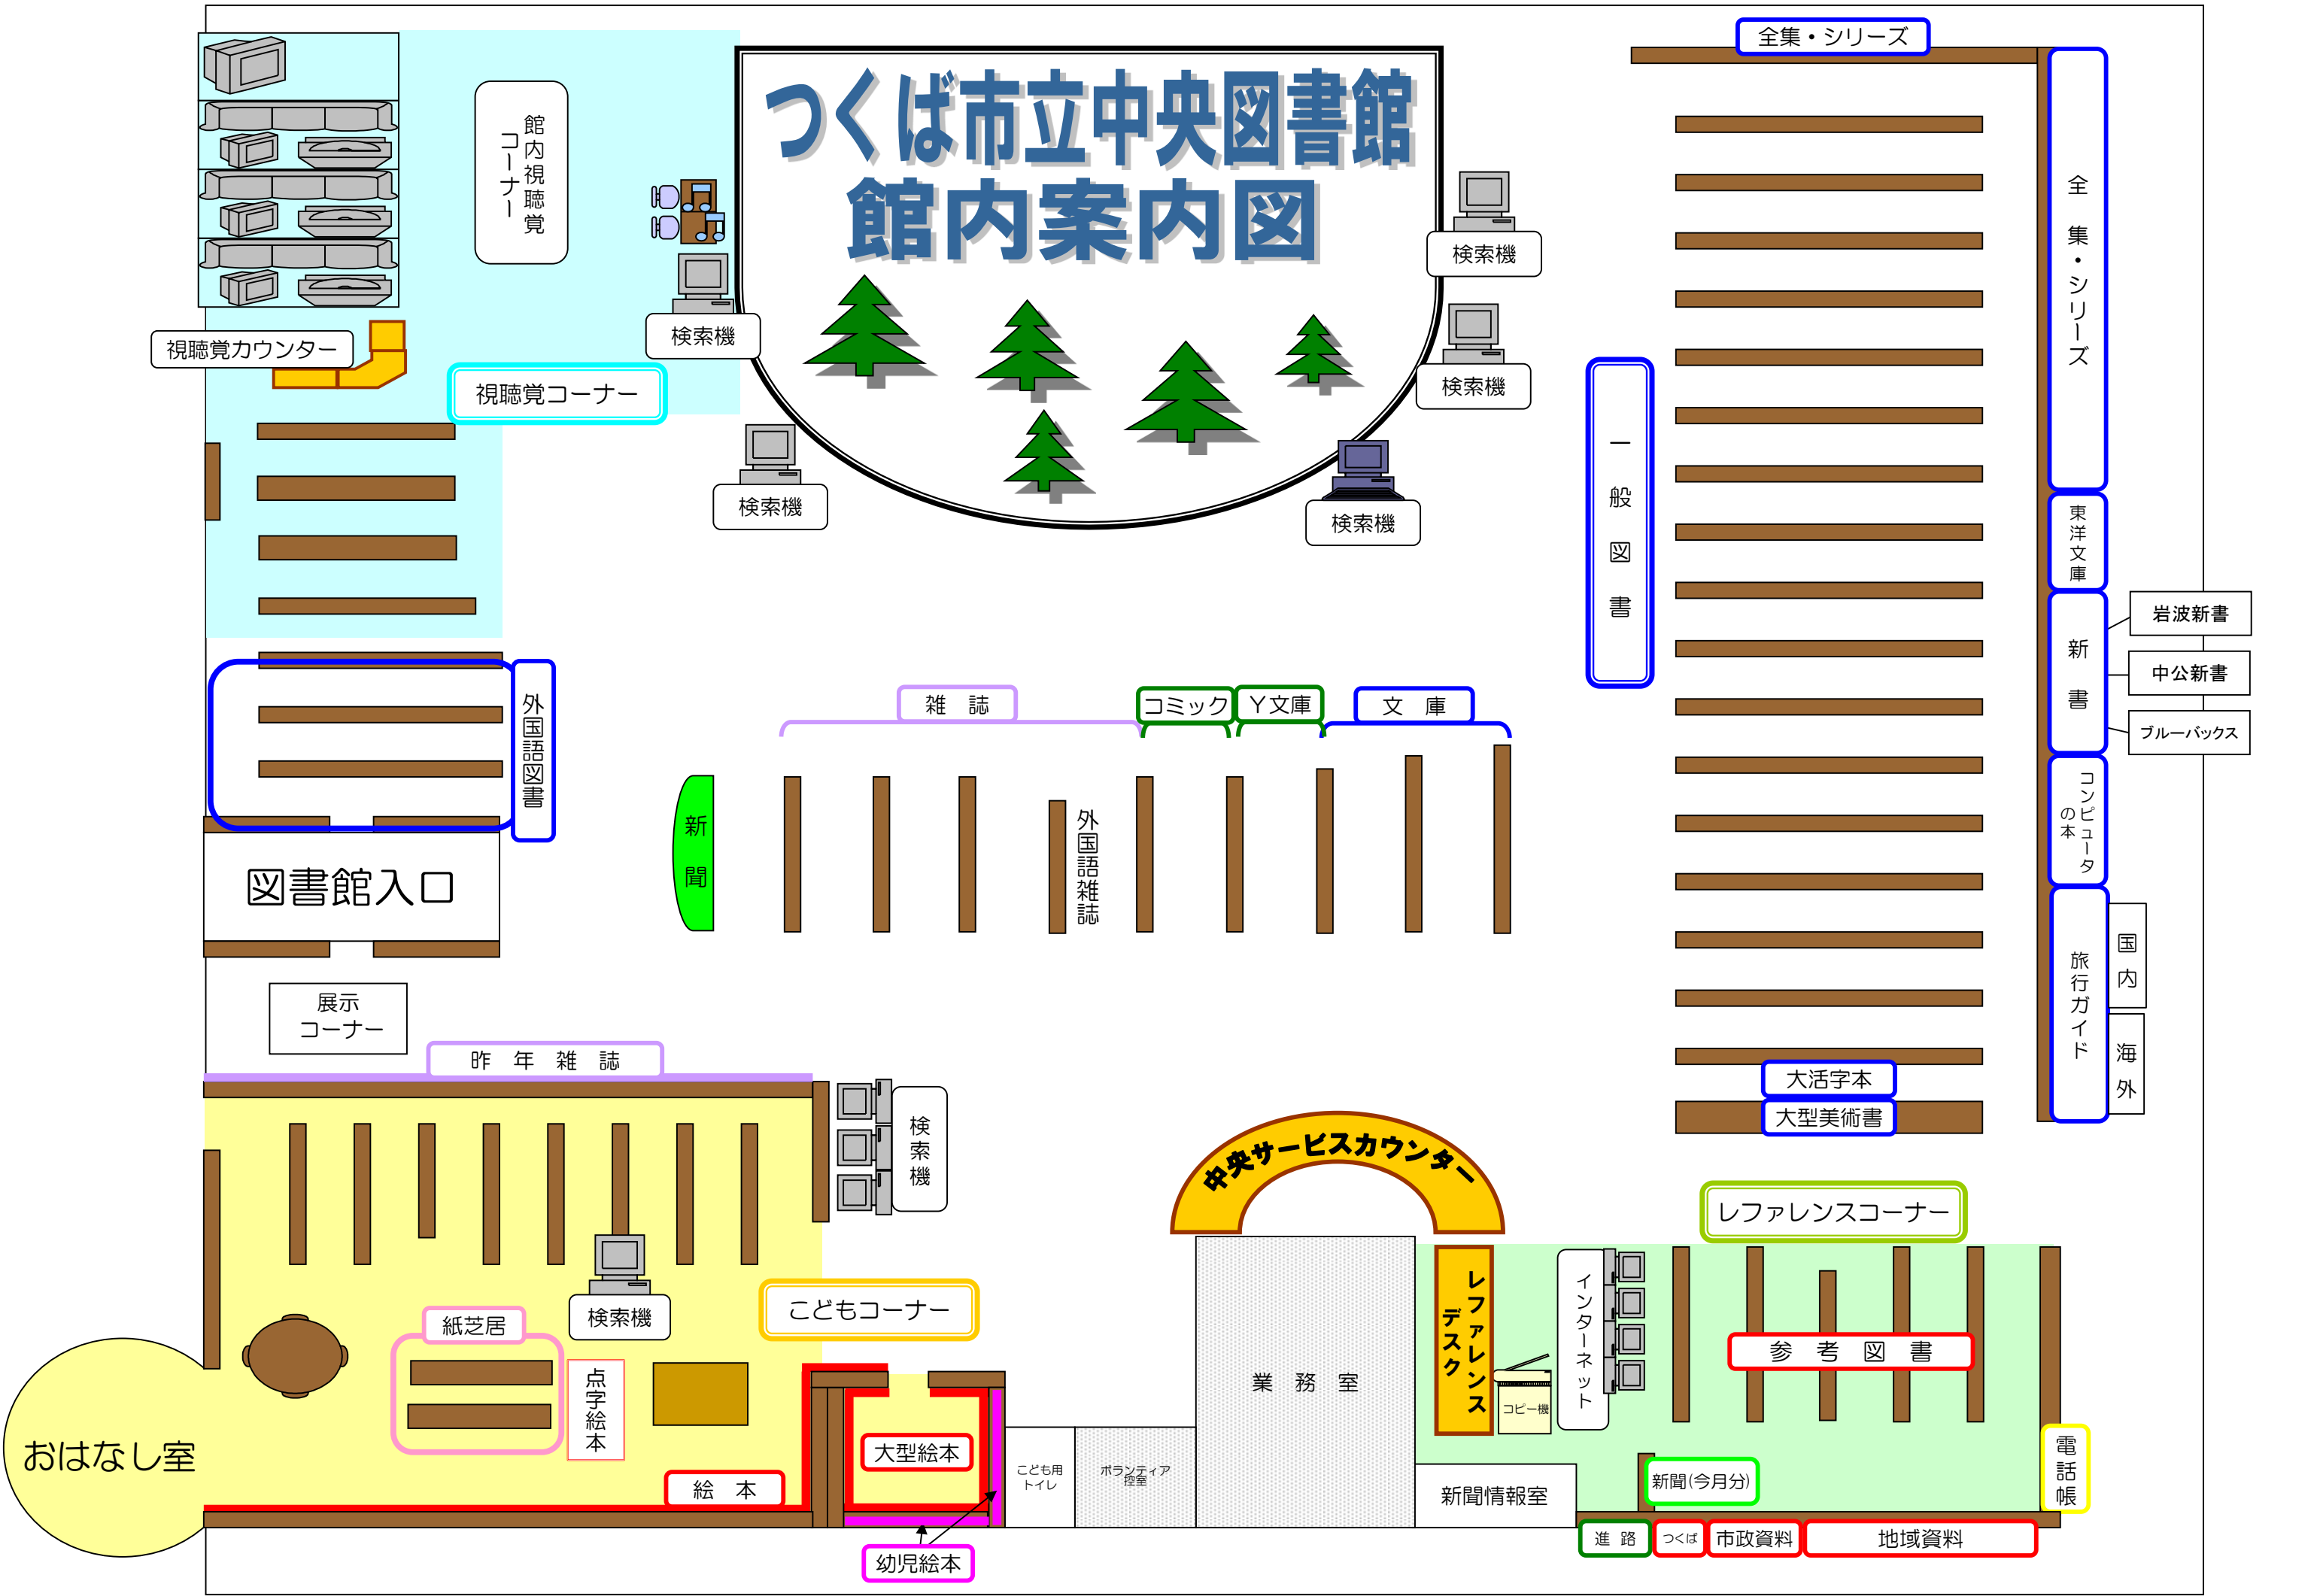 つくば市立中央図書館
館内案内図
全集・シリーズ
館内視聴覚
コーナー
検索機
検索機
検索機
検索機
検索機
視聴覚カウンター
視聴覚コーナー
全集・シリーズ
一般図書
東洋文庫
新書
岩波新書
中公新書
ブルーバックス
コンピュータ
の本
旅行ガイド
国内
海外
外国語図書
雑 誌
コミック
Y文庫
文 庫
新聞
外国語雑誌
図書館入口
展示
コーナー
昨 年 雑 誌
検索機
大活字本
大型美術書
中央サービスカウンター
レファレンスコーナー
検索機
こどもコーナー
紙芝居
点字絵本
おはなし室
絵 本
大型絵本
幼児絵本
こども用
トイレ
ボランティア
控室
業 務 室
レファレンス
デスク
コピー機
インターネット
参 考 図 書
新聞情報室
新聞(今月分)
電話帳
進 路
つくば
市政資料
地域資料